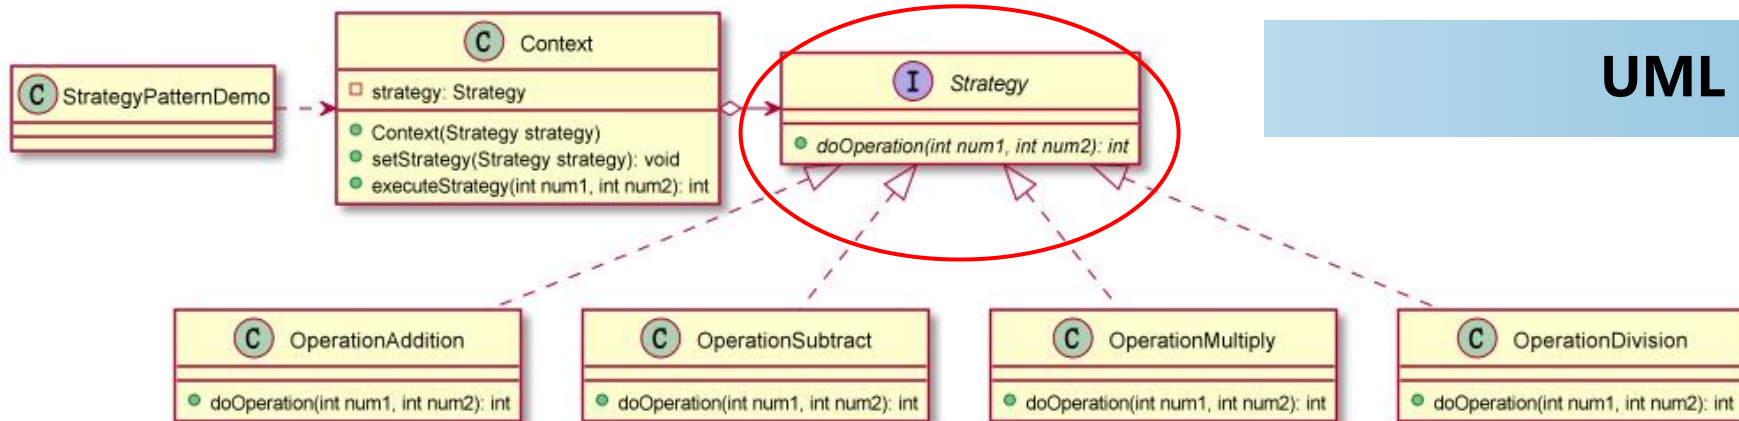 UML
C StrategyPatternDemo
C Context
strategy: Strategy
Context(Strategy strategy)
setStrategy(Strategy strategy): void
executeStrategy(int num1, int num2): int
I Strategy
doOperation(int num1, int num2): int
C OperationAddition
doOperation(int num1, int num2): int
C OperationSubtract
doOperation(int num1, int num2): int
C OperationMultiply
doOperation(int num1, int num2): int
C OperationDivision
doOperation(int num1, int num2): int